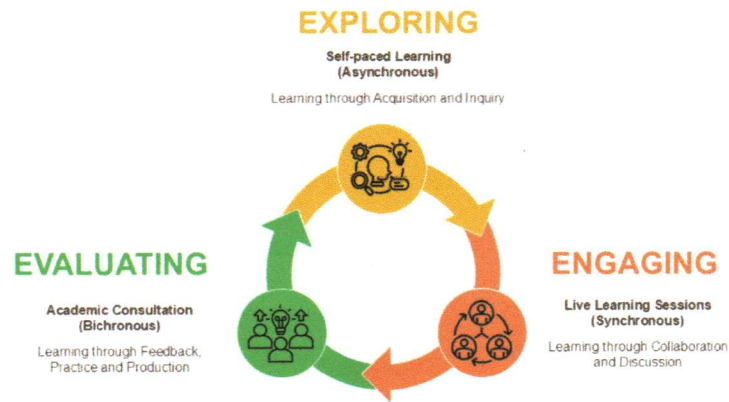 EXPLORING
Self-paced Learning
(Asynchronous)
Learning through Acquisition and Inquiry
EVALUATING
Academic Consultation
(Bichronous)
Learning through Feedback,
Practice and Production
ENGAGING
Live Learning Sessions
(Synchronous)
Learning through Collaboration
and Discussion